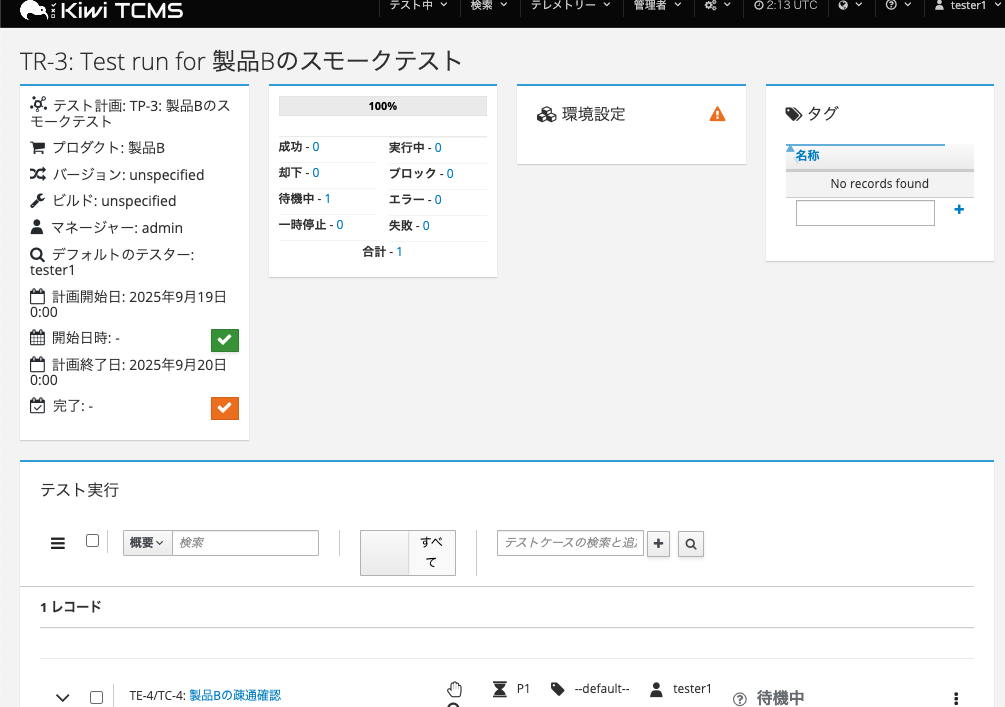 Kiwi TCMS
テスト中
検索
テレメトリー
管理者
2:13 UTC
tester1
TR-3: Test run for 製品Bのスモークテスト
テスト計画: TP-3: 製品Bのス
モークテスト
プロダクト: 製品B
バージョン: unspecified
ビルド: unspecified
マネージャー: admin
デフォルトのテスター:
tester1
計画開始日: 2025年9月19日
0:00
開始日時: -
計画終了日: 2025年9月20日
0:00
完了: -
100%
成功 - 0
実行中 - 0
却下 - 0
ブロック - 0
待機中 - 1
エラー - 0
一時停止 - 0
失敗 - 0
合計 - 1
環境設定
タグ
名称
No records found
+
テスト実行
概要
検索
すべ
て
テストケースの検索と追
1 レコード
TE-4/TC-4: 製品Bの疎通確認
P1
--default--
tester1
待機中